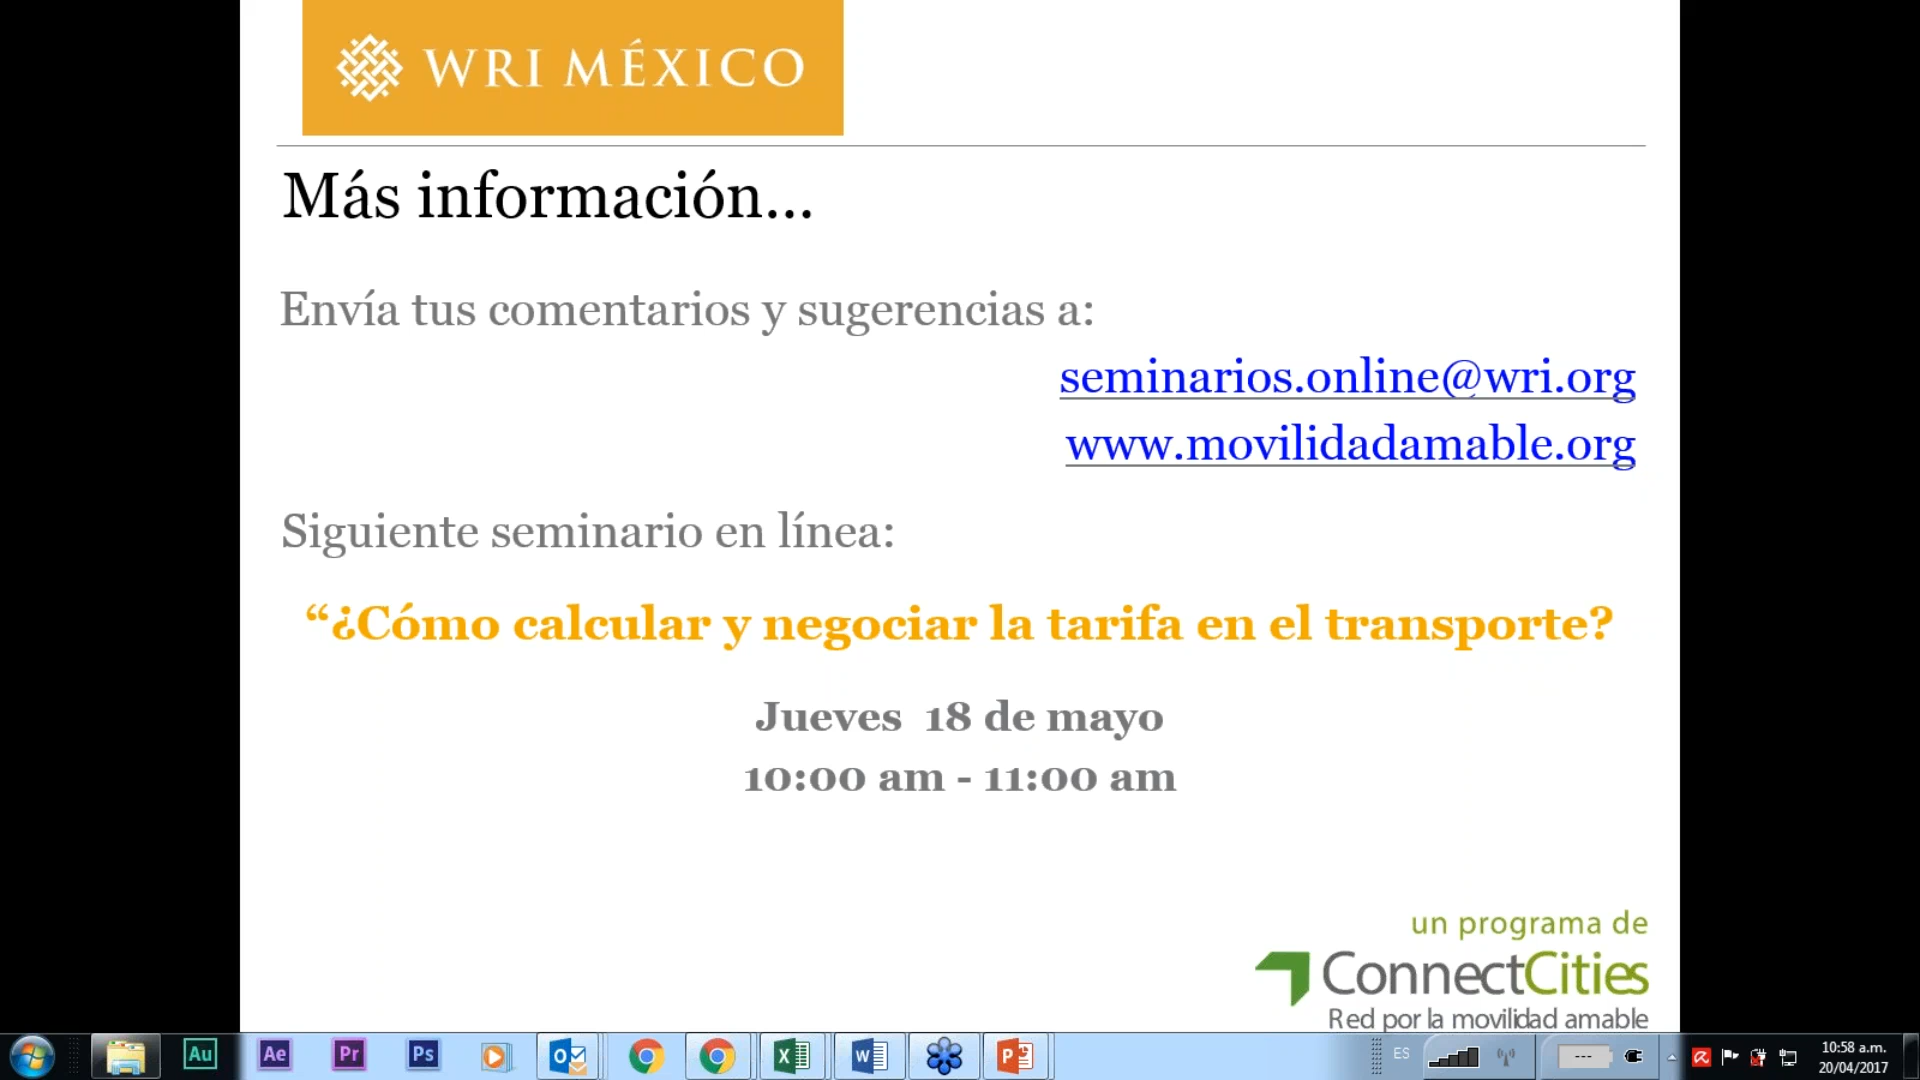 WRI MÉXICO
Más información...
Envía tus comentarios y sugerencias a:
seminarios.online@wri.org
www.movilidadamable.org
Siguiente seminario en línea:
“¿Cómo calcular y negociar la tarifa en el transporte?
Jueves  18 de mayo
10:00 am - 11:00 am
un programa de
ConnectCities
Red por la movilidad amable
Au Ae Pr Ps ES --- 10:58 a.m.
20/04/2017